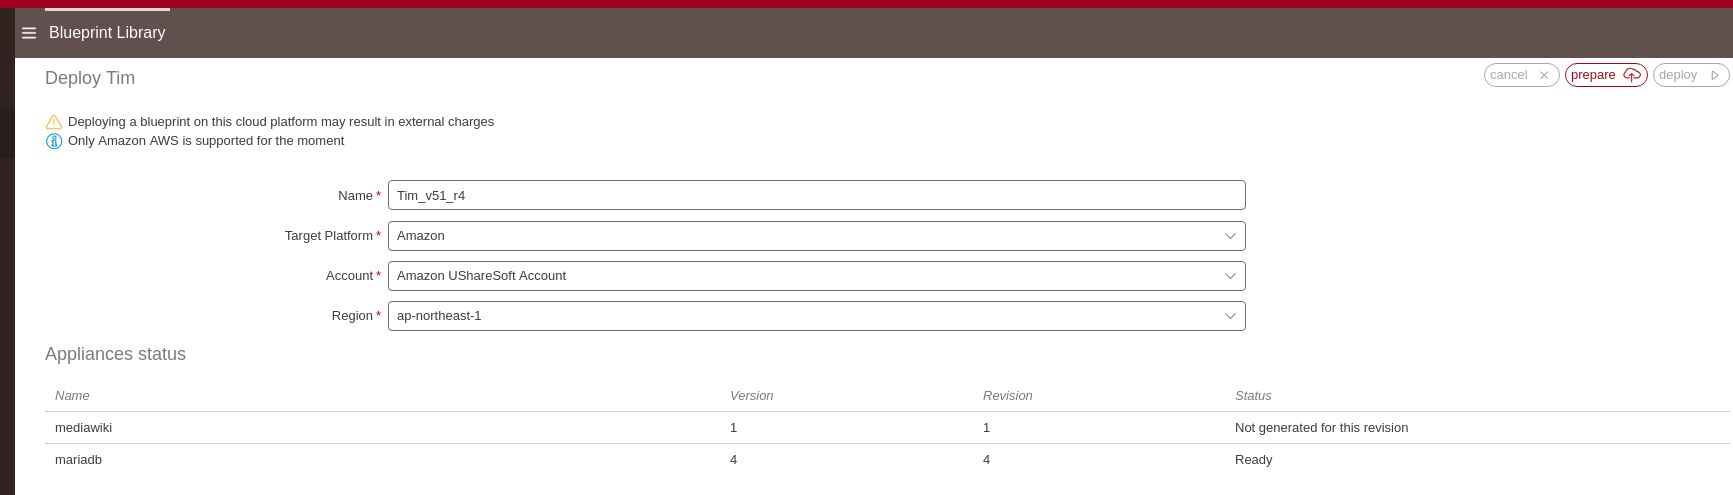 Blueprint Library
Deploy Tim
cancel prepare deploy
Deploying a blueprint on this cloud platform may result in external charges
Only Amazon AWS is supported for the moment
Name * Tim_v51_r4
Target Platform * Amazon
Account * Amazon UShareSoft Account
Region * ap-northeast-1
Appliances status
Name Version Revision Status
mediawiki 1 1 Not generated for this revision
mariadb 4 4 Ready